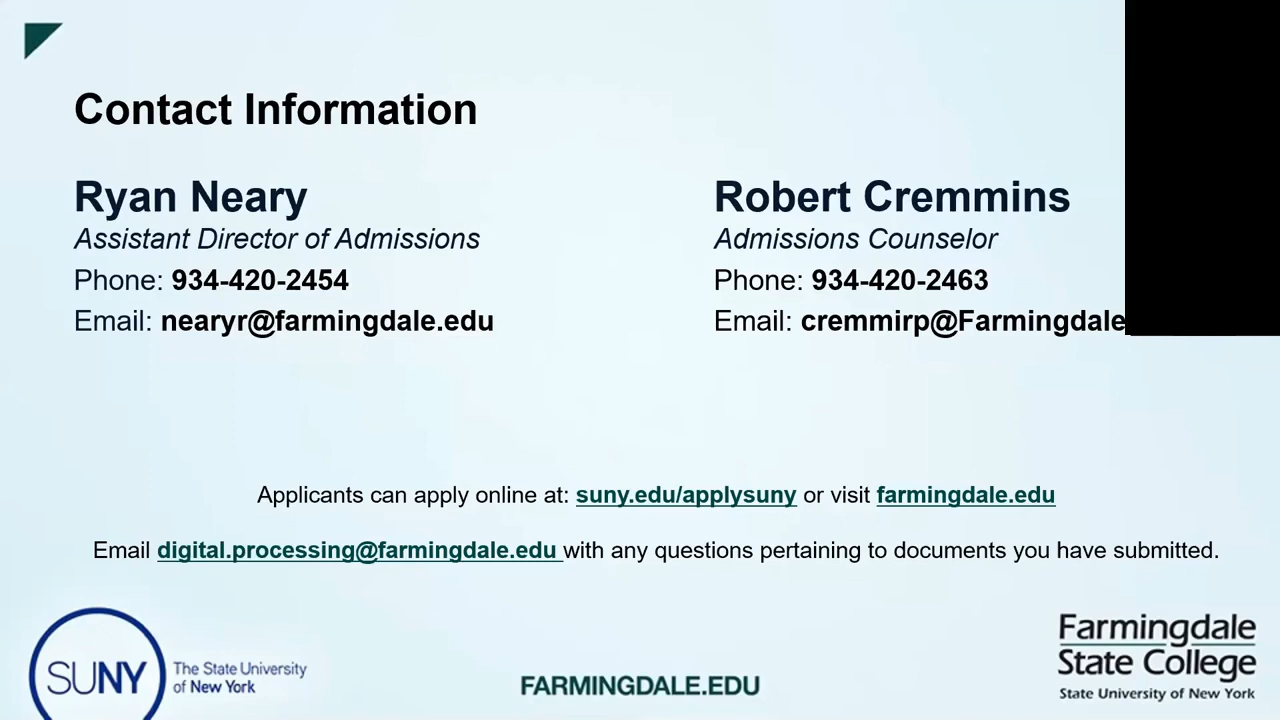 Contact Information
Ryan Neary
Assistant Director of Admissions
Phone: 934-420-2454
Email: nearyr@farmingdale.edu
Robert Cremmins
Admissions Counselor
Phone: 934-420-2463
Email: cremmirp@Farmingdale
Applicants can apply online at: suny.edu/applysuny or visit farmingdale.edu
Email digital.processing@farmingdale.edu with any questions pertaining to documents you have submitted.
SUNY
The State University
of New York
FARMINGDALE.EDU
Farmingdale
State College
State University of New York